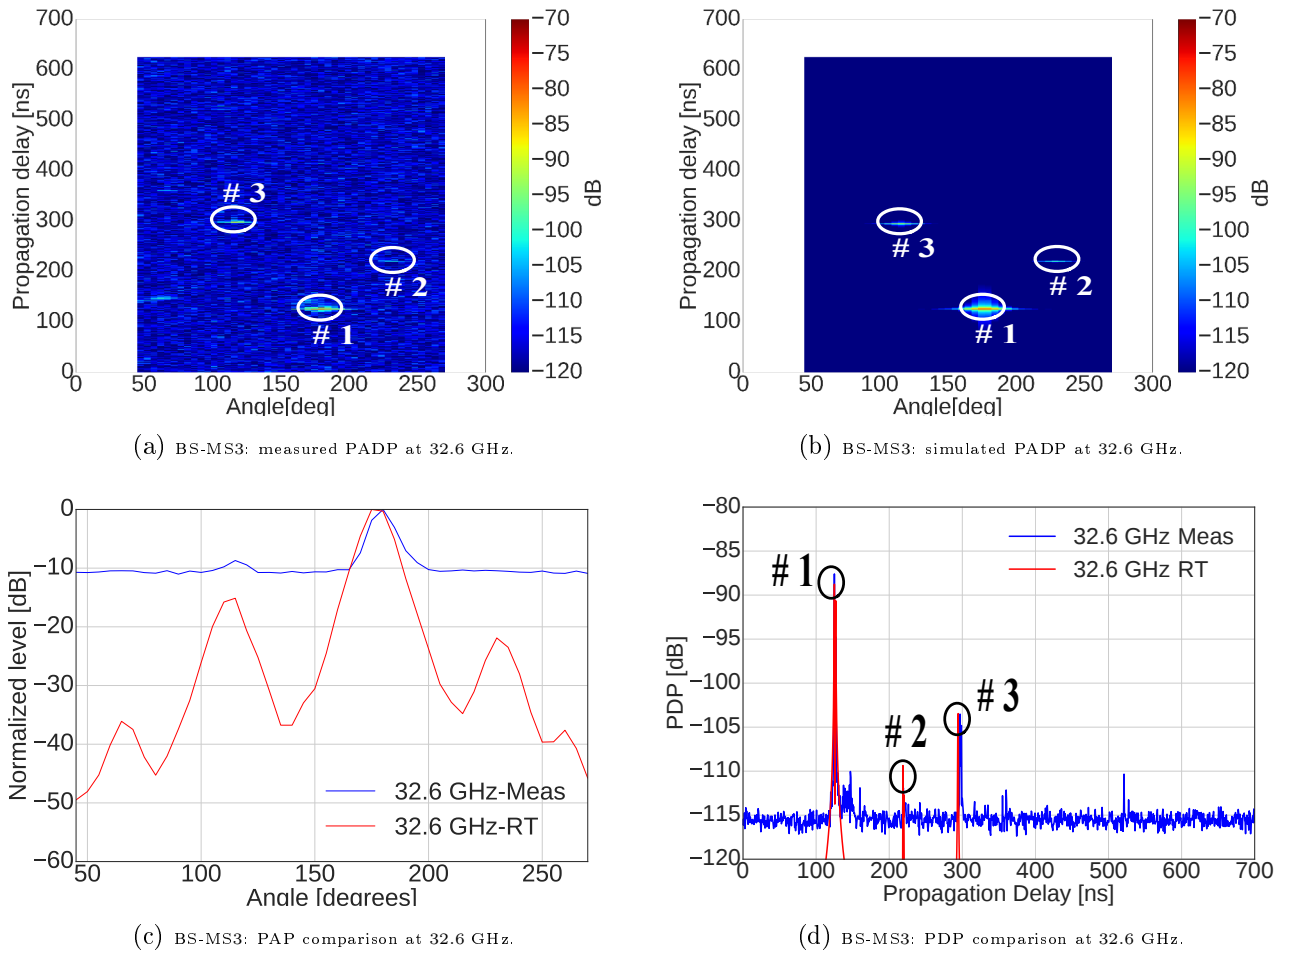 700
600
500
400
300
200
100
0
Propagation delay [ns]
# 3
# 2
# 1
0 50 100 150 200 250 300
Angle[deg]
−70
−75
−80
−85
−90
−95
−100
−105
−110
−115
−120
dB
(a) BS-MS3: measured PADP at 32.6 GHz.
700
600
500
400
300
200
100
0
Propagation delay [ns]
# 3
# 2
# 1
0 50 100 150 200 250 300
Angle[deg]
−70
−75
−80
−85
−90
−95
−100
−105
−110
−115
−120
dB
(b) BS-MS3: simulated PADP at 32.6 GHz.
0
−10
−20
−30
−40
−50
−60
Normalized level [dB]
32.6 GHz-Meas
32.6 GHz-RT
50 100 150 200 250
Angle [degrees]
(c) BS-MS3: PAP comparison at 32.6 GHz.
−80
−85
−90
−95
−100
−105
−110
−115
−120
PDP [dB]
32.6 GHz Meas
32.6 GHz RT
# 1
# 3
# 2
0 100 200 300 400 500 600 700
Propagation Delay [ns]
(d) BS-MS3: PDP comparison at 32.6 GHz.